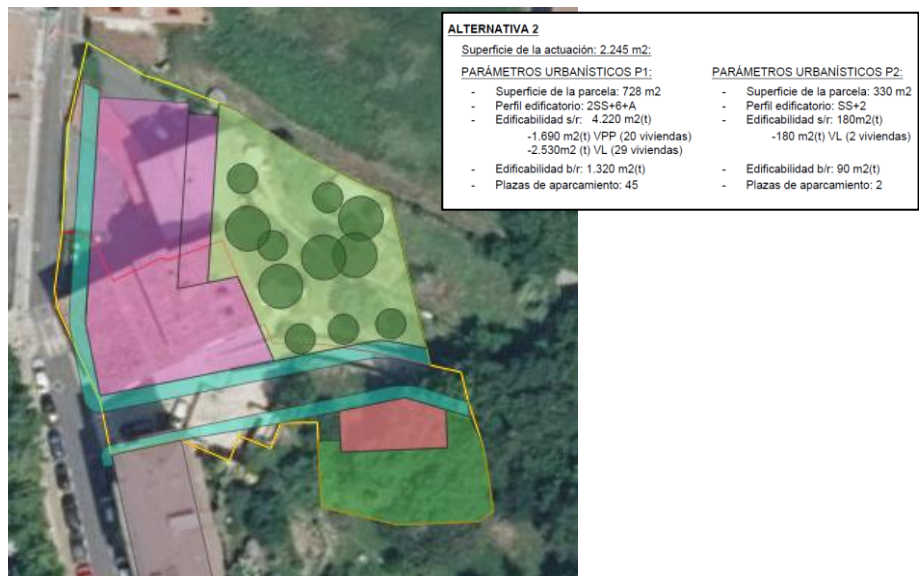 ALTERNATIVA 2
Superficie de la actuación: 2.245 m2:
PARÁMETROS URBANÍSTICOS P1:
- Superficie de la parcela: 728 m2
- Perfil edificatorio: 2SS+6+A
- Edificabilidad s/r: 4.220 m2(t)
-1.690 m2(t) VPP (20 viviendas)
-2.530m2 (t) VL (29 viviendas)
- Edificabilidad b/r: 1.320 m2(t)
- Plazas de aparcamiento: 45
PARÁMETROS URBANÍSTICOS P2:
- Superficie de la parcela: 330 m2
- Perfil edificatorio: SS+2
- Edificabilidad s/r: 180m2(t)
-180 m2(t) VL (2 viviendas)
- Edificabilidad b/r: 90 m2(t)
- Plazas de aparcamiento: 2